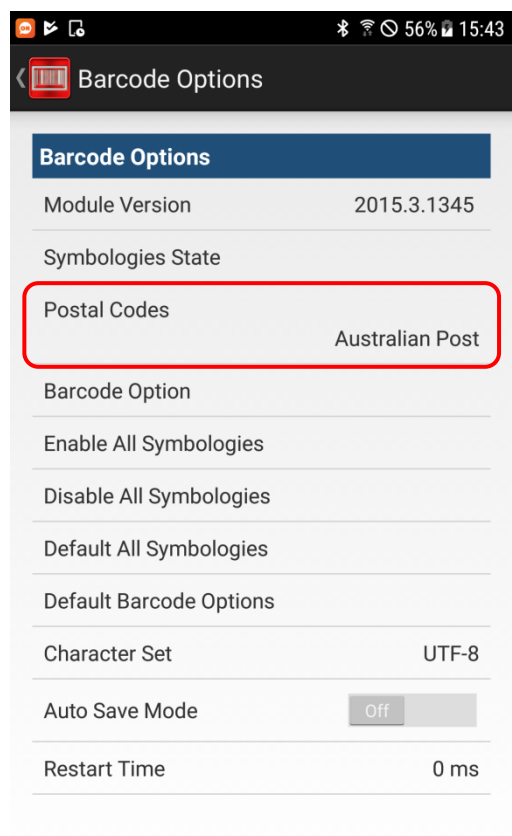 56% 15:43
Barcode Options
Barcode Options
Module Version 2015.3.1345
Symbologies State
Postal Codes
Australian Post
Barcode Option
Enable All Symbologies
Disable All Symbologies
Default All Symbologies
Default Barcode Options
Character Set UTF-8
Auto Save Mode Off
Restart Time 0 ms